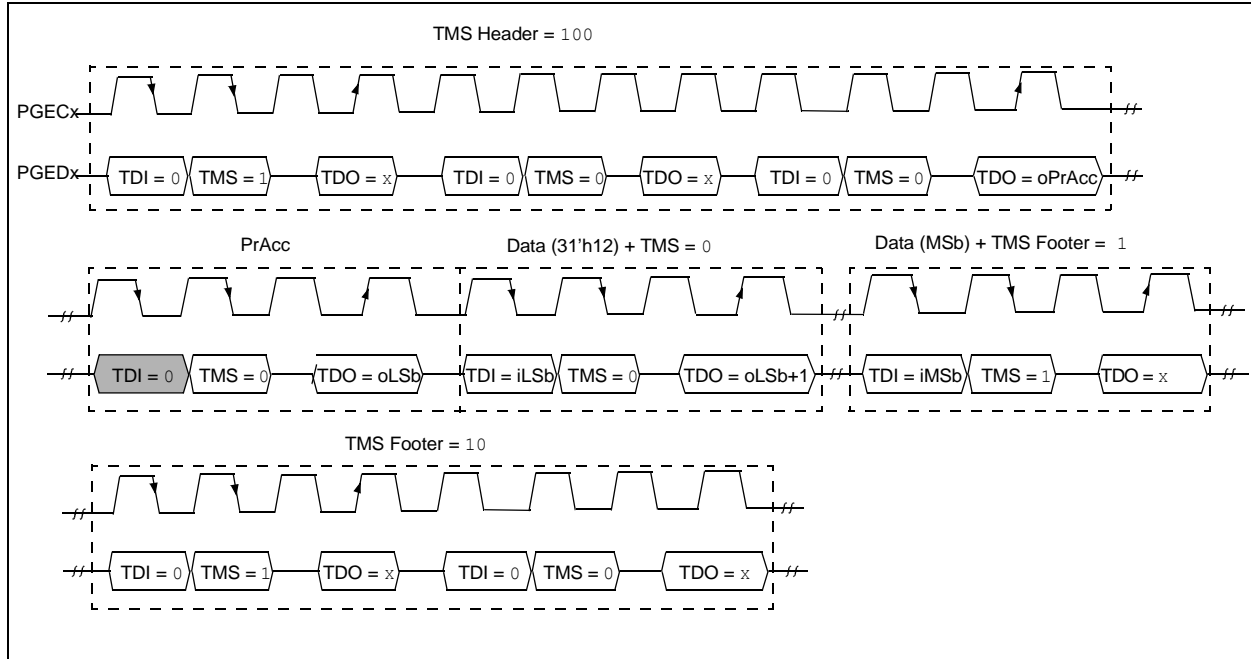 TMS Header = 100
PGECx
PGEDx
TDI = 0 TMS = 1 TDO = x TDI = 0 TMS = 0 TDO = x TDI = 0 TMS = 0 TDO = oPrAcc
PrAcc Data (31'h12) + TMS = 0 Data (MSb) + TMS Footer = 1
TDI = 0 TMS = 0 TDO = oLSb TDI = iLSb TMS = 0 TDO = oLSb+1 TDI = iMSb TMS = 1 TDO = x
TMS Footer = 10
TDI = 0 TMS = 1 TDO = x TDI = 0 TMS = 0 TDO = x